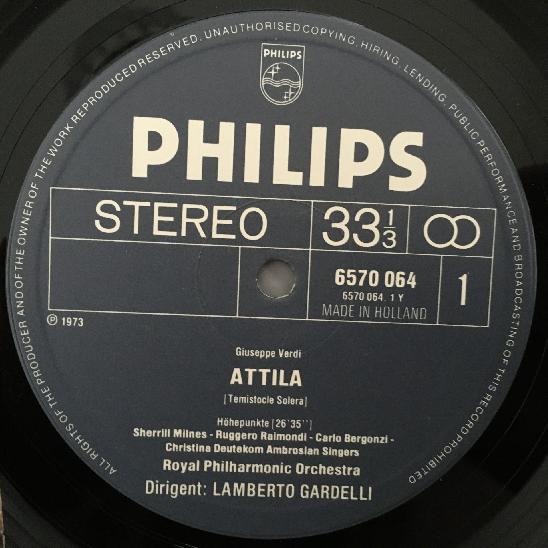 ALL RIGHTS OF THE PRODUCER AND OF THE OWNER OF THE WORK REPRODUCED RESERVED. UNAUTHORISED COPYING, HIRING, LENDING, PUBLIC PERFORMANCE AND BROADCASTING OF THIS RECORD PROHIBITED
PHILIPS
PHILIPS
STEREO 33 1/3
6570 064 1
6570 064. 1 Y
MADE IN HOLLAND
℗ 1973
Giuseppe Verdi
ATTILA
[Temistocle Solera]
Höhepunkte [26'35'']
Sherrill Milnes - Ruggero Raimondi - Carlo Bergonzi -
Christina Deutekom Ambrosian Singers
Royal Philharmonic Orchestra
Dirigent: LAMBERTO GARDELLI